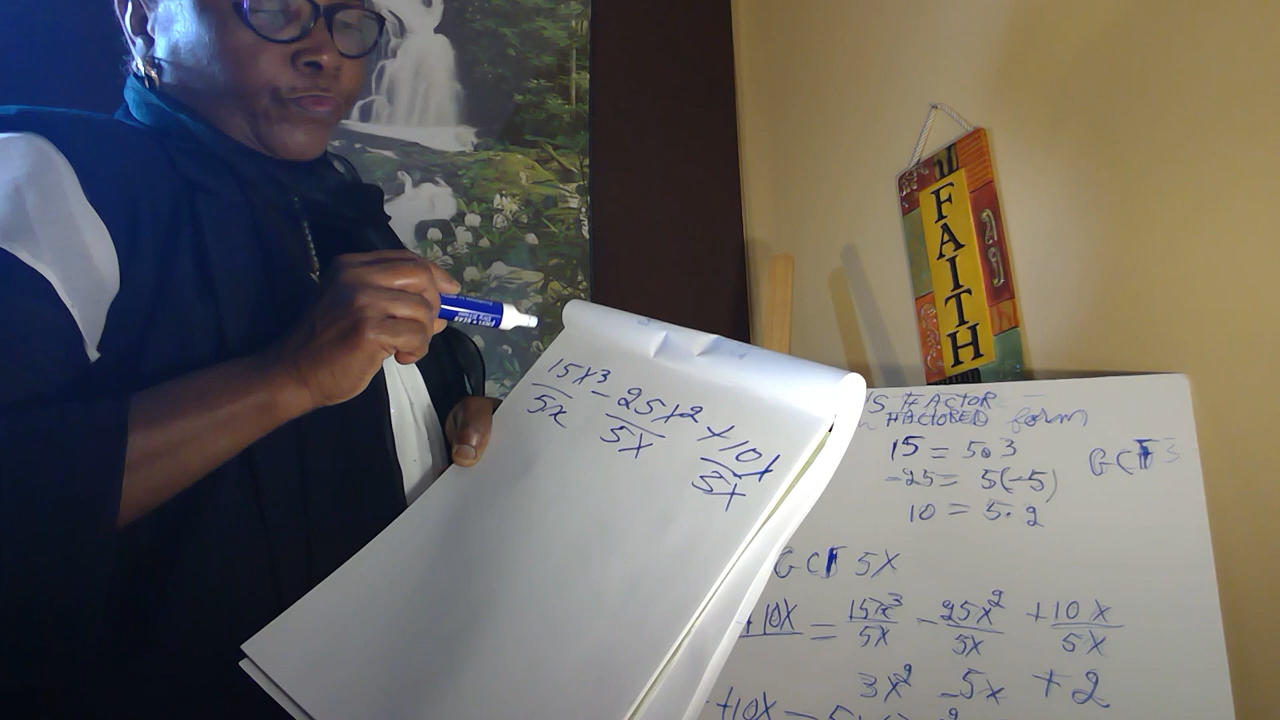 15x³/5x - 25x²/5x + 10x/5x
FAITH
FACTOR
FACTORED form
15 = 5•3
-25 = 5(-5)
10 = 5•2
GCF 5
GCF 5x
+10x = 15x³/5x - 25x²/5x + 10x/5x
3x² -5x +2
+10x =